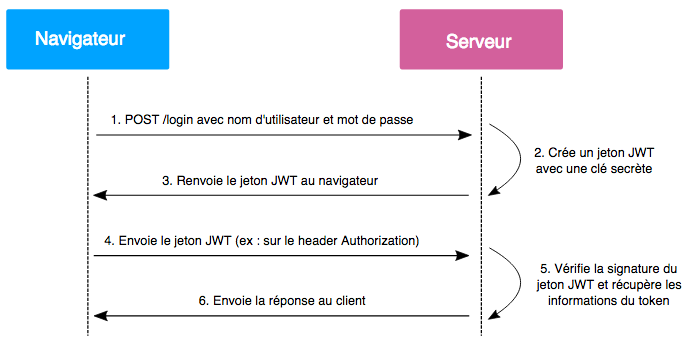 Navigateur
Serveur
1. POST /login avec nom d'utilisateur et mot de passe
2. Crée un jeton JWT
avec une clé secrète
3. Renvoie le jeton JWT au navigateur
4. Envoie le jeton JWT (ex : sur le header Authorization)
5. Vérifie la signature du
jeton JWT et récupère les
informations du token
6. Envoie la réponse au client